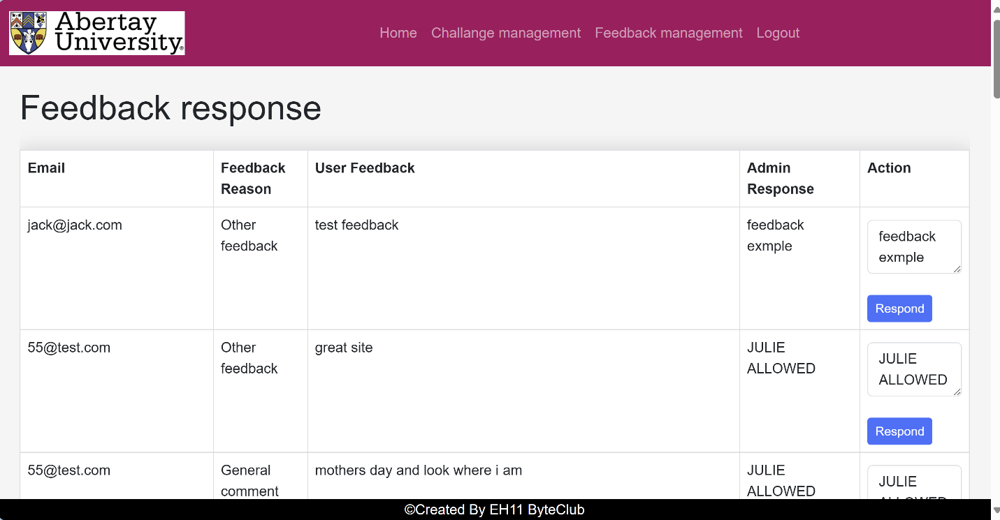 Abertay
University®
Home Challange management Feedback management Logout
Feedback response
Email Feedback Reason User Feedback Admin Response Action
jack@jack.com Other feedback test feedback feedback exmple feedback exmple
Respond
55@test.com Other feedback great site JULIE ALLOWED JULIE ALLOWED
Respond
55@test.com General comment mothers day and look where i am JULIE ALLOWED JULIE ALLOWED
©Created By EH11 ByteClub